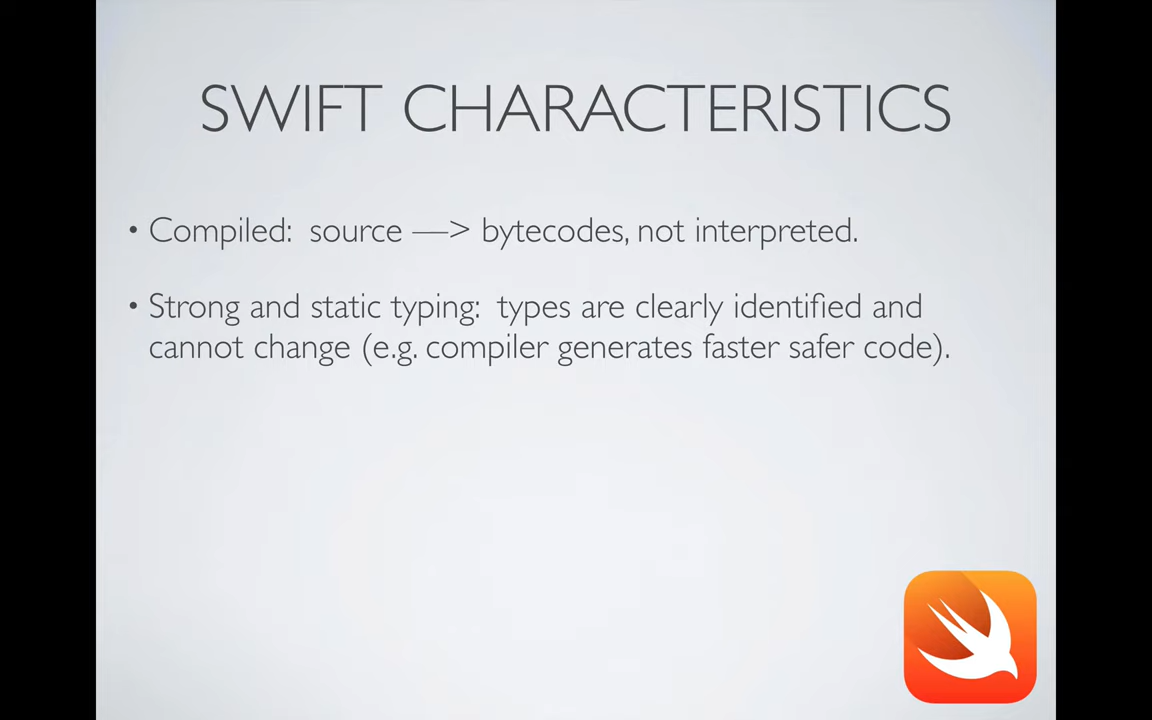 SWIFT CHARACTERISTICS
• Compiled:  source —> bytecodes, not interpreted.
• Strong and static typing:  types are clearly identified and
cannot change (e.g. compiler generates faster safer code).